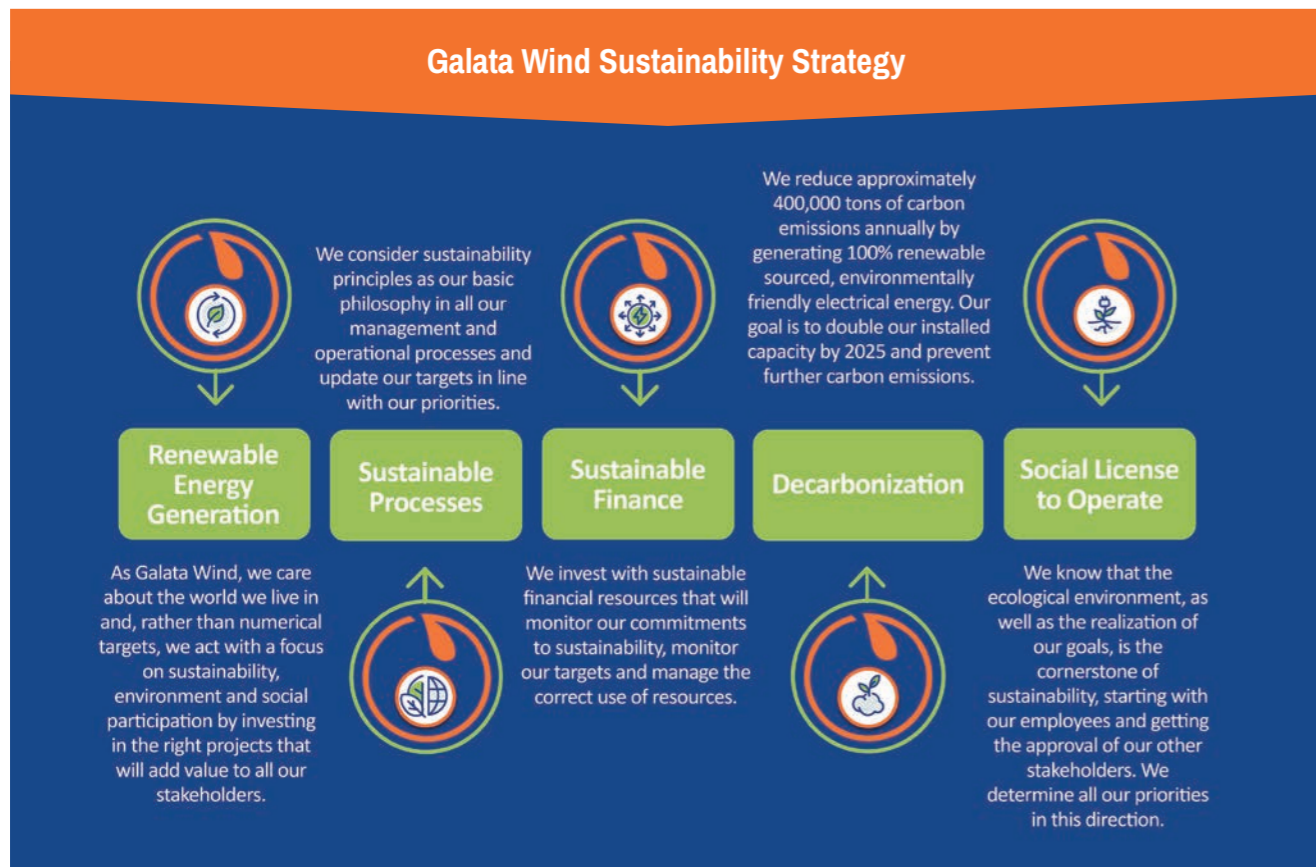 Galata Wind Sustainability Strategy
Renewable
Energy
Generation
As Galata Wind, we care
about the world we live in
and, rather than numerical
targets, we act with a focus
on sustainability,
environment and social
participation by investing
in the right projects that
will add value to all our
stakeholders.
We consider sustainability
principles as our basic
philosophy in all our
management and
operational processes and
update our targets in line
with our priorities.
Sustainable
Processes
Sustainable
Finance
We invest with sustainable
financial resources that will
monitor our commitments
to sustainability, monitor
our targets and manage the
correct use of resources.
We reduce approximately
400,000 tons of carbon
emissions annually by
generating 100% renewable
sourced, environmentally
friendly electrical energy. Our
goal is to double our installed
capacity by 2025 and prevent
further carbon emissions.
Decarbonization
Social License
to Operate
We know that the
ecological environment, as
well as the realization of
our goals, is the
cornerstone of
sustainability, starting with
our employees and getting
the approval of our other
stakeholders. We
determine all our priorities
in this direction.